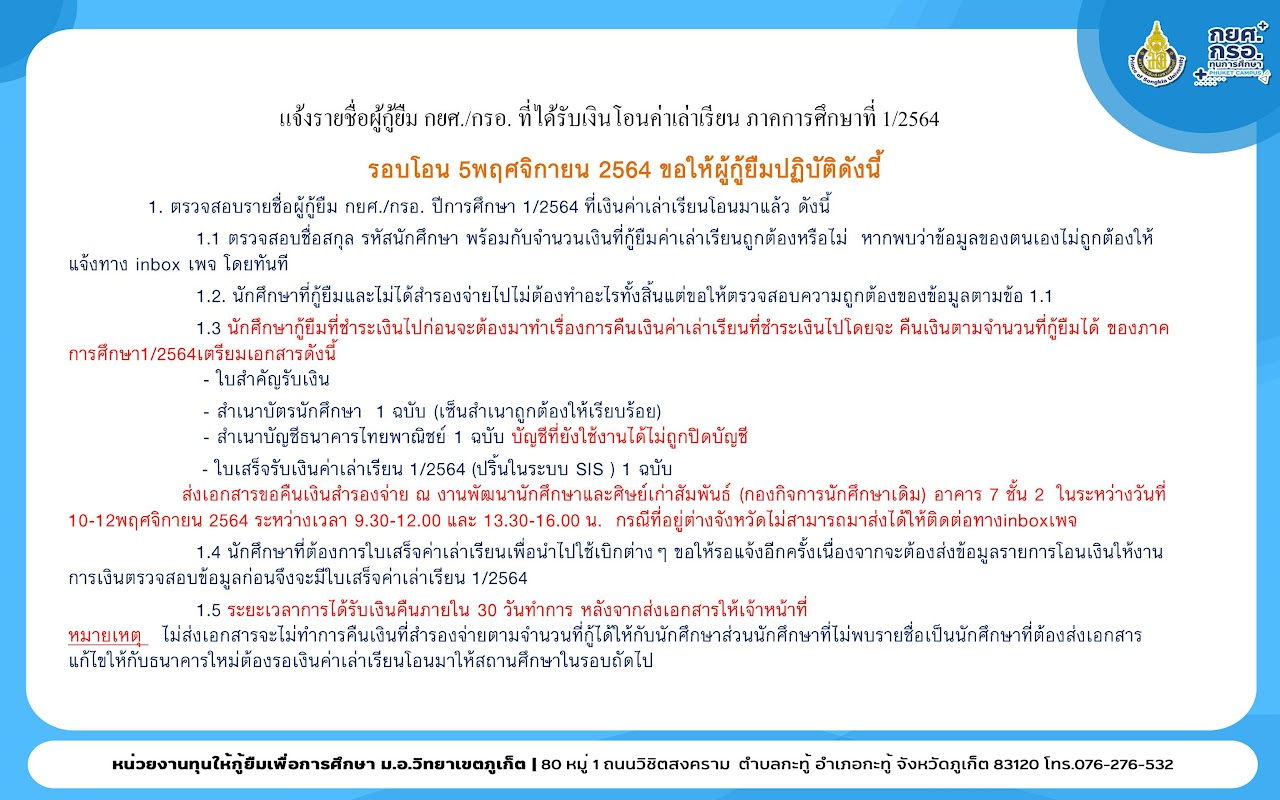 กยศ.
กรอ.
ทุนการศึกษา
PHUKET CAMPUS
Prince of Songkla University
แจ้งรายชื่อผู้กู้ยืม กยศ./กรอ. ที่ได้รับเงินโอนค่าเล่าเรียน ภาคการศึกษาที่ 1/2564
รอบโอน 5พฤศจิกายน 2564 ขอให้ผู้กู้ยืมปฏิบัติดังนี้
1. ตรวจสอบรายชื่อผู้กู้ยืม กยศ./กรอ. ปีการศึกษา 1/2564 ที่เงินค่าเล่าเรียนโอนมาแล้ว ดังนี้
1.1 ตรวจสอบชื่อสกุล รหัสนักศึกษา พร้อมกับจำนวนเงินที่กู้ยืมค่าเล่าเรียนถูกต้องหรือไม่ หากพบว่าข้อมูลของตนเองไม่ถูกต้องให้
แจ้งทาง inbox เพจ โดยทันที
1.2. นักศึกษาที่กู้ยืมและไม่ได้สำรองจ่ายไปไม่ต้องทำอะไรทั้งสิ้นแต่ขอให้ตรวจสอบความถูกต้องของข้อมูลตามข้อ 1.1
1.3 นักศึกษากู้ยืมที่ชำระเงินไปก่อนจะต้องมาทำเรื่องการคืนเงินค่าเล่าเรียนที่ชำระเงินไปโดยจะ คืนเงินตามจำนวนที่กู้ยืมได้ ของภาค
การศึกษา1/2564เตรียมเอกสารดังนี้
- ใบสำคัญรับเงิน
- สำเนาบัตรนักศึกษา 1 ฉบับ (เซ็นสำเนาถูกต้องให้เรียบร้อย)
- สำเนาบัญชีธนาคารไทยพาณิชย์ 1 ฉบับ บัญชีที่ยังใช้งานได้ไม่ถูกปิดบัญชี
- ใบเสร็จรับเงินค่าเล่าเรียน 1/2564 (ปริ้นในระบบ SIS ) 1 ฉบับ
ส่งเอกสารขอคืนเงินสำรองจ่าย ณ งานพัฒนานักศึกษาและศิษย์เก่าสัมพันธ์ (กองกิจการนักศึกษาเดิม) อาคาร 7 ชั้น 2 ในระหว่างวันที่
10-12พฤศจิกายน 2564 ระหว่างเวลา 9.30-12.00 และ 13.30-16.00 น. กรณีที่อยู่ต่างจังหวัดไม่สามารถมาส่งได้ให้ติดต่อทางinboxเพจ
1.4 นักศึกษาที่ต้องการใบเสร็จค่าเล่าเรียนเพื่อนำไปใช้เบิกต่าง ๆ ขอให้รอแจ้งอีกครั้งเนื่องจากจะต้องส่งข้อมูลรายการโอนเงินให้งาน
การเงินตรวจสอบข้อมูลก่อนจึงจะมีใบเสร็จค่าเล่าเรียน 1/2564
1.5 ระยะเวลาการได้รับเงินคืนภายใน 30 วันทำการ หลังจากส่งเอกสารให้เจ้าหน้าที่
หมายเหตุ ไม่ส่งเอกสารจะไม่ทำการคืนเงินที่สำรองจ่ายตามจำนวนที่กู้ได้ให้กับนักศึกษาส่วนนักศึกษาที่ไม่พบรายชื่อเป็นนักศึกษาที่ต้องส่งเอกสาร
แก้ไขให้กับธนาคารใหม่ต้องรอเงินค่าเล่าเรียนโอนมาให้สถานศึกษาในรอบถัดไป
หน่วยงานทุนให้กู้ยืมเพื่อการศึกษา ม.อ.วิทยาเขตภูเก็ต | 80 หมู่ 1 ถนนวิชิตสงคราม ตำบลกะทู้ อำเภอกะทู้ จังหวัดภูเก็ต 83120 โทร.076-276-532